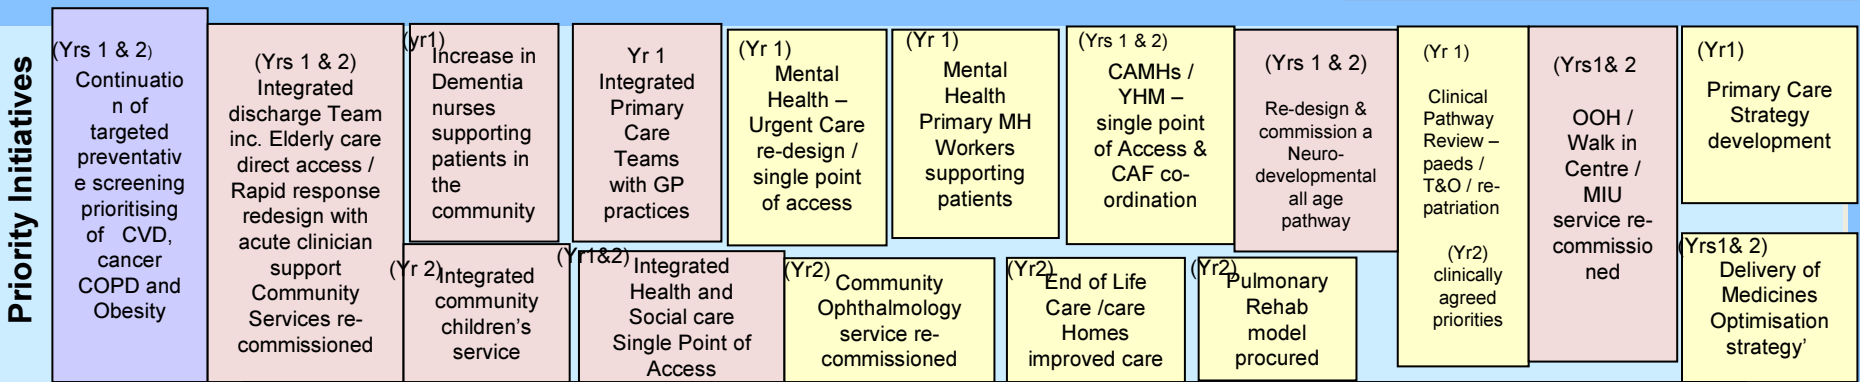 Priority Initiatives
(Yrs 1 & 2)
Continuatio
n of
targeted
preventativ
e screening
prioritising
of CVD,
cancer
COPD and
Obesity
(Yrs 1 & 2)
Integrated
discharge Team
inc. Elderly care
direct access /
Rapid response
redesign with
acute clinician
support
Community
Services re-
commissioned
(yr1)
Increase in
Dementia
nurses
supporting
patients in
the
community
Yr 1
Integrated
Primary
Care
Teams
with GP
practices
(Yr 1)
Mental
Health –
Urgent Care
re-design /
single point
of access
(Yr 1)
Mental
Health
Primary MH
Workers
supporting
patients
(Yrs 1 & 2)
CAMHs /
YHM –
single point
of Access &
CAF co-
ordination
(Yrs 1 & 2)
Re-design &
commission a
Neuro-
developmental
all age
pathway
(Yr 1)
Clinical
Pathway
Review –
paeds /
T&O / re-
patriation
(Yr2)
clinically
agreed
priorities
(Yrs1& 2
OOH /
Walk in
Centre /
MIU
service re-
commissio
ned
(Yr1)
Primary Care
Strategy
development
(Yr 2)
Integrated
community
children's
service
(Yr1&2)
Integrated
Health and
Social care
Single Point of
Access
(Yr2)
Community
Ophthalmology
service re-
commissioned
(Yr2)
End of Life
Care /care
Homes
improved care
(Yr2)
Pulmonary
Rehab
model
procured
(Yrs1& 2)
Delivery of
Medicines
Optimisation
strategy'